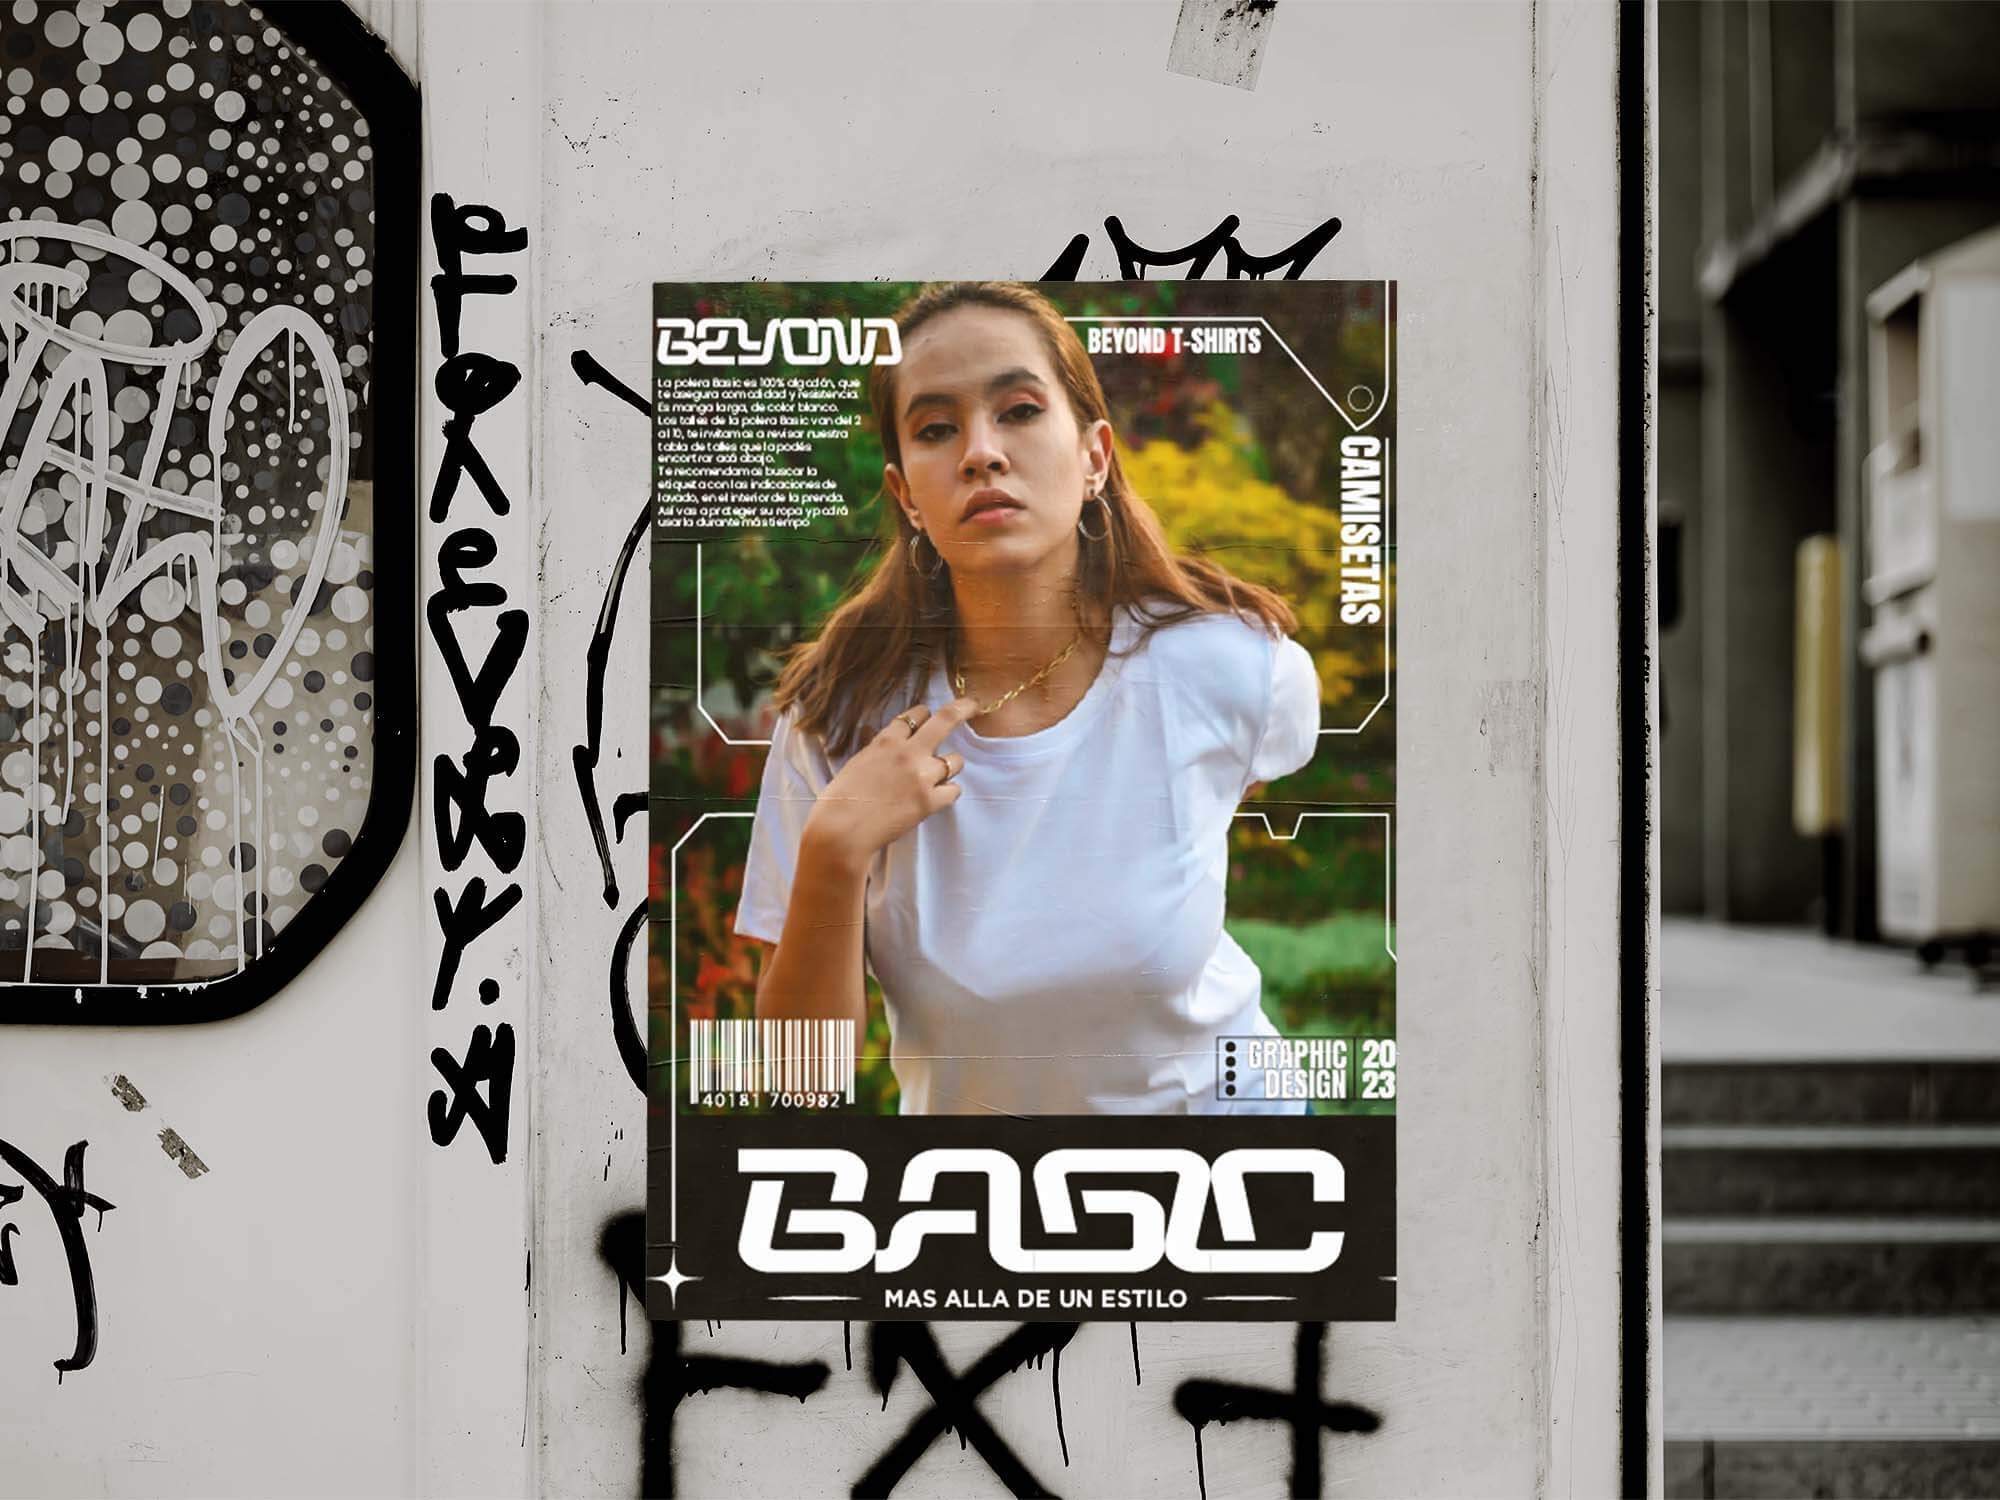 BEYOND
La polera Basic es 100% algodón, que
te asegura comodidad y resistencia.
Es manga larga, de color blanco.
Los talles de la polera Basic van del 2
al 10, te invitamos a revisar nuestra
tabla de talles que la podés
encontrar acá abajo.
Te recomendamos buscar la
etiqueta con las indicaciones de
lavado, en el interior de la prenda.
Así vas a proteger su ropa y podrá
usarla durante más tiempo
BEYOND T-SHIRTS
CAMISETAS
40181 700982
GRAPHIC
DESIGN
20
23
BASIC
MAS ALLA DE UN ESTILO